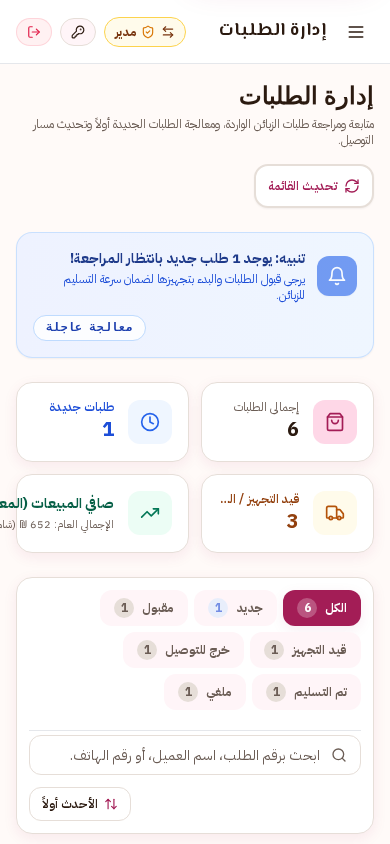 إدارة الطلبات
مدير
إدارة الطلبات
متابعة ومراجعة طلبات الزبائن الواردة، ومعالجة الطلبات الجديدة أولاً وتحديث مسار
التوصيل.
تحديث القائمة
تنبيه: يوجد 1 طلب جديد بانتظار المراجعة!
يرجى قبول الطلبات والبدء بتجهيزها لضمان سرعة التسليم
للزبائن.
معالجة عاجلة
إجمالي الطلبات
6
طلبات جديدة
1
قيد التجهيز / الـ...
3
صافي المبيعات (المع
الإجمالي العام: 652 ₪ (شا
الكل 6
جديد 1
مقبول 1
قيد التجهيز 1
خرج للتوصيل 1
تم التسليم 1
ملغي 1
ابحث برقم الطلب، اسم العميل، أو رقم الهاتف.
الأحدث أولاً